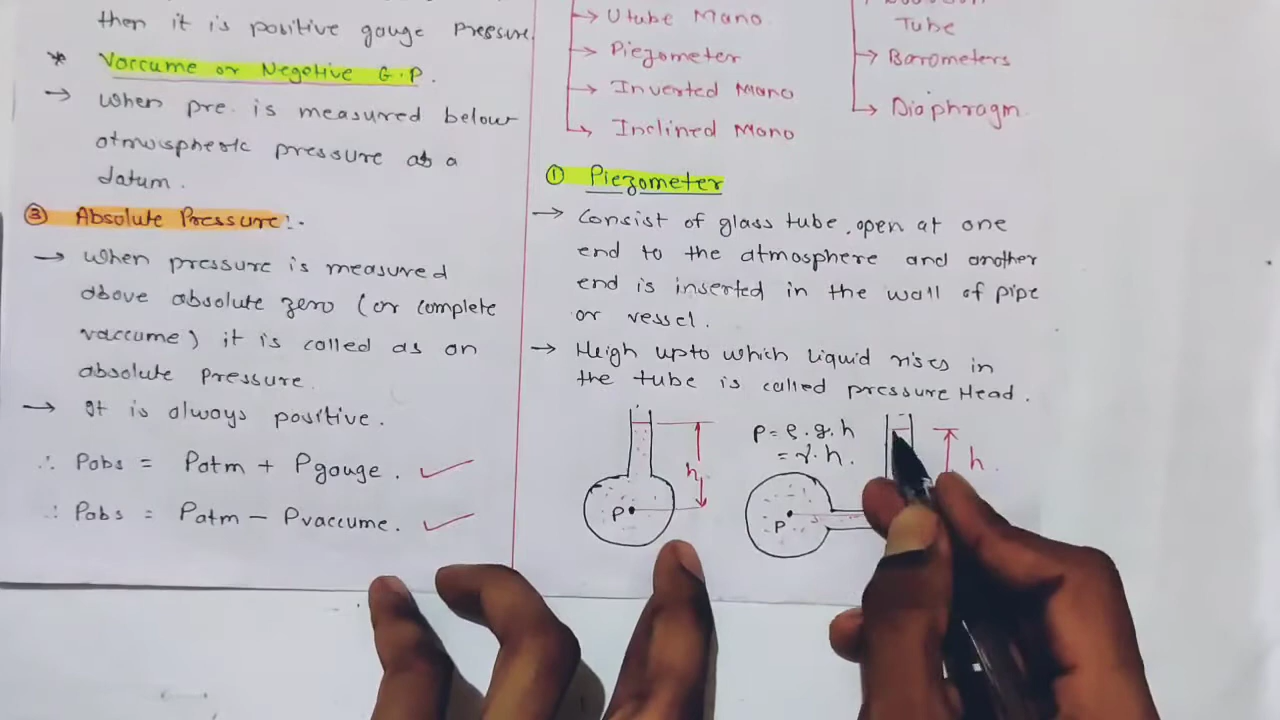 then it is positive gauge pressure.
* Vaccume or Negetive G.P.
→ When pre. is measured below
atmospheric pressure as a
datum.
③ Absolute Pressure :-
→ When pressure is measured
above absolute zero (or complete
vaccume) it is called as an
absolute pressure.
→ It is always positive.
∴ Pabs = Patm + Pgauge.
∴ Pabs = Patm - Pvaccume.
→ Utube Mano
→ Piezometer
→ Inverted Mano
→ Inclined Mano
Tube
→ Barometers
→ Diaphragm
① Piezometer
→ Consist of glass tube, open at one
end to the atmosphere and another
end is inserted in the wall of pipe
or vessel.
→ Heigh upto which liquid rises in
the tube is called pressure Head.
P
h
P = ρ.g.h
= γ.h.
P
h.